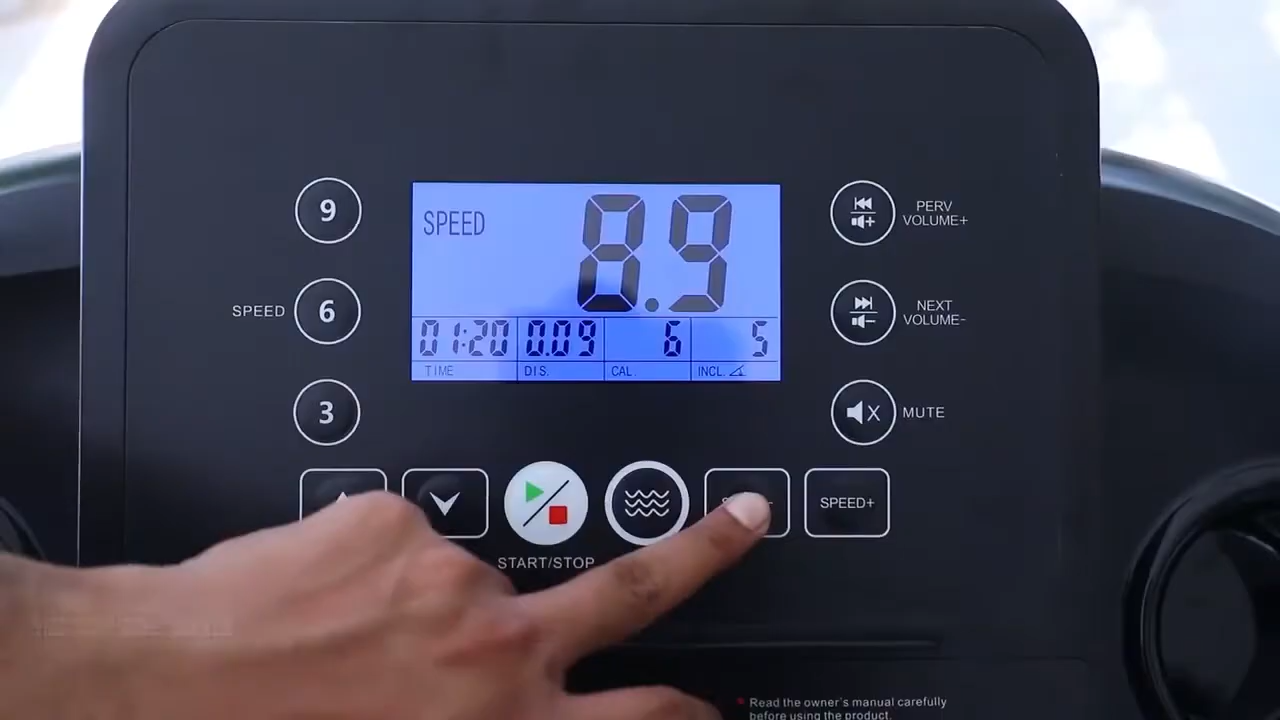 9
SPEED 8.9
PERV
VOLUME+
SPEED 6
NEXT
VOLUME-
01:20 0.09 6 5
TIME DIS. CAL. INCL.
3
MUTE
SPEED+
START/STOP
* Read the owner's manual carefully
before using the product.